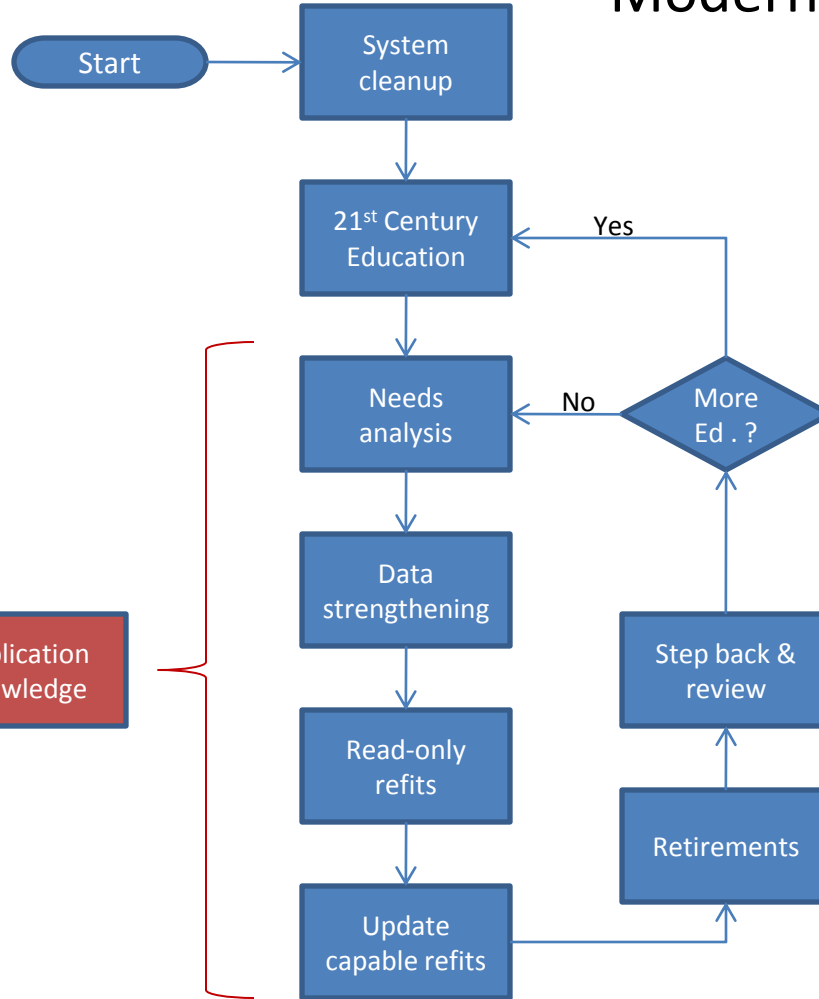 Start
System
cleanup
21st Century
Education
Yes
Needs
analysis
No
More
Ed . ?
Data
strengthening
Step back &
review
Read-only
refits
Retirements
Update
capable refits